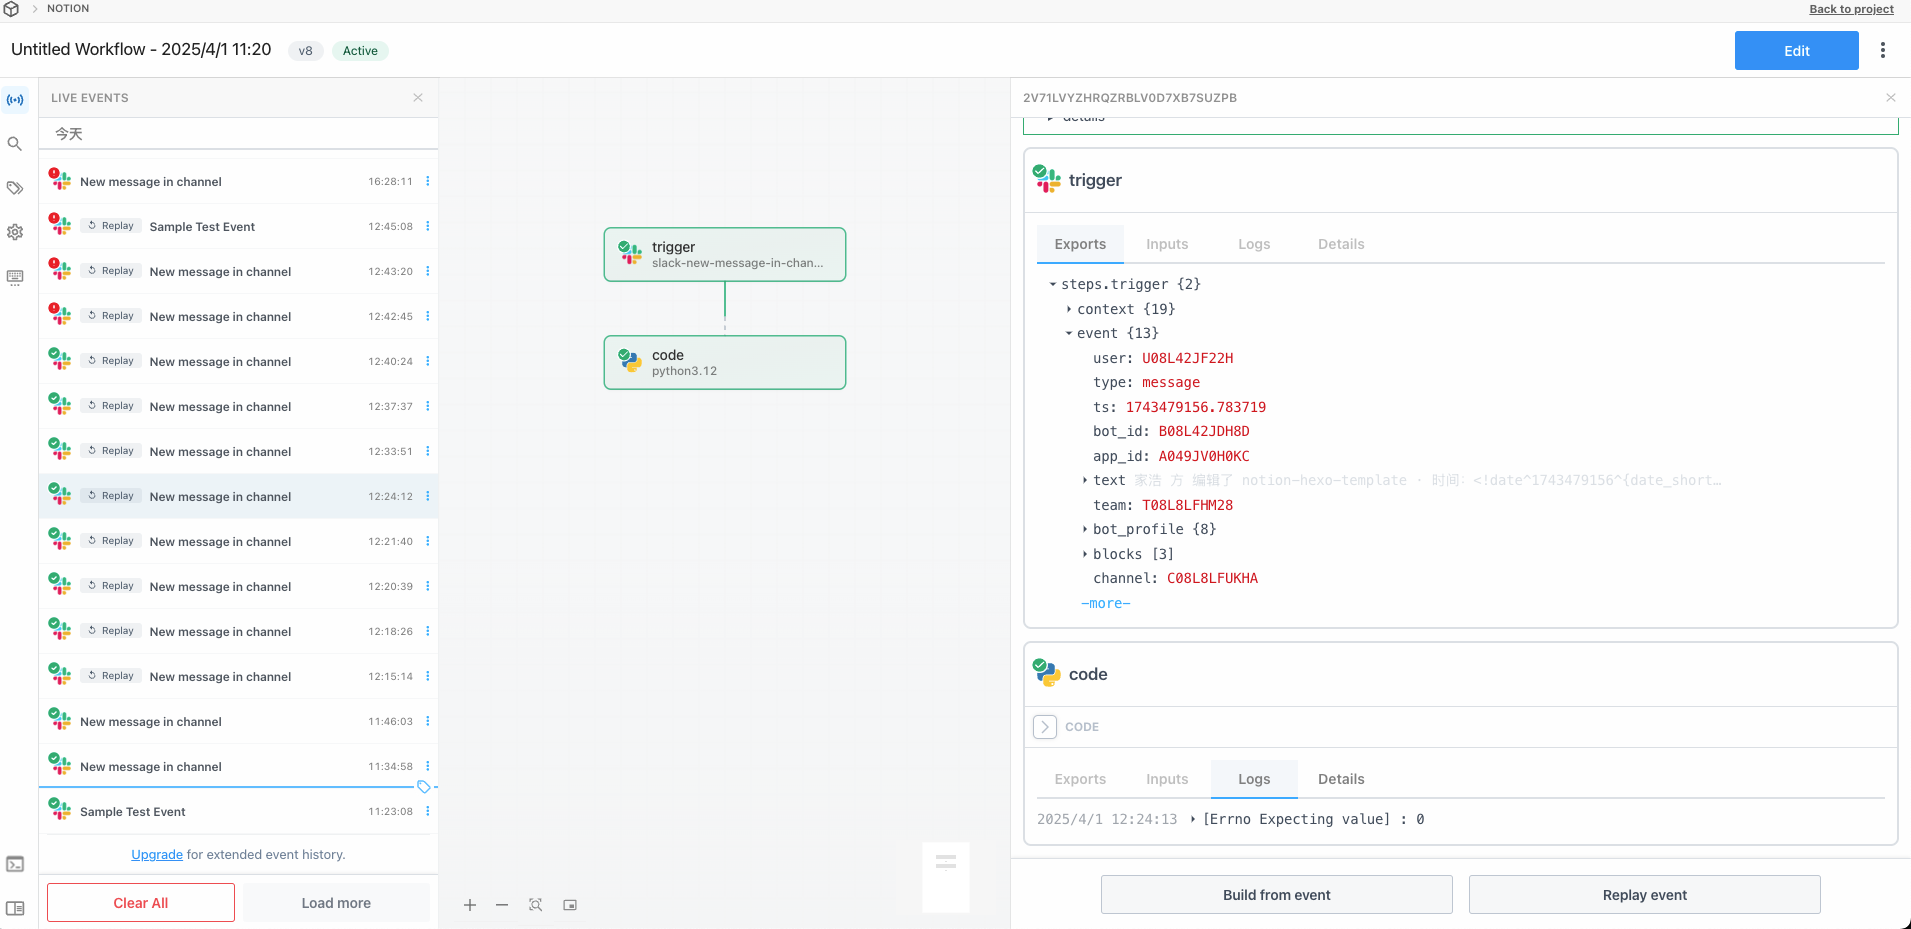 NOTION
Back to project
Untitled Workflow - 2025/4/1 11:20
v8
Active
Edit
LIVE EVENTS
今天
New message in channel 16:28:11
Replay Sample Test Event 12:45:08
Replay New message in channel 12:43:20
Replay New message in channel 12:42:45
Replay New message in channel 12:40:24
Replay New message in channel 12:37:37
Replay New message in channel 12:33:51
Replay New message in channel 12:24:12
Replay New message in channel 12:21:40
Replay New message in channel 12:20:39
Replay New message in channel 12:18:26
Replay New message in channel 12:15:14
New message in channel 11:46:03
New message in channel 11:34:58
Sample Test Event 11:23:08
Upgrade for extended event history.
Clear All
Load more
trigger
slack-new-message-in-chan...
code
python3.12
2V71LVYZHRQZRBLV0D7XB7SUZPB
details
trigger
Exports Inputs Logs Details
steps.trigger {2}
context {19}
event {13}
user: U08L42JF22H
type: message
ts: 1743479156.783719
bot_id: B08L42JDH8D
app_id: A049JV0H0KC
text 家浩 方 编辑了 notion-hexo-template · 时间: <!date^1743479156^{date_short…
team: T08L8LFHM28
bot_profile {8}
blocks [3]
channel: C08L8LFUKHA
-more-
code
CODE
Exports Inputs Logs Details
2025/4/1 12:24:13 [Errno Expecting value] : 0
Build from event
Replay event